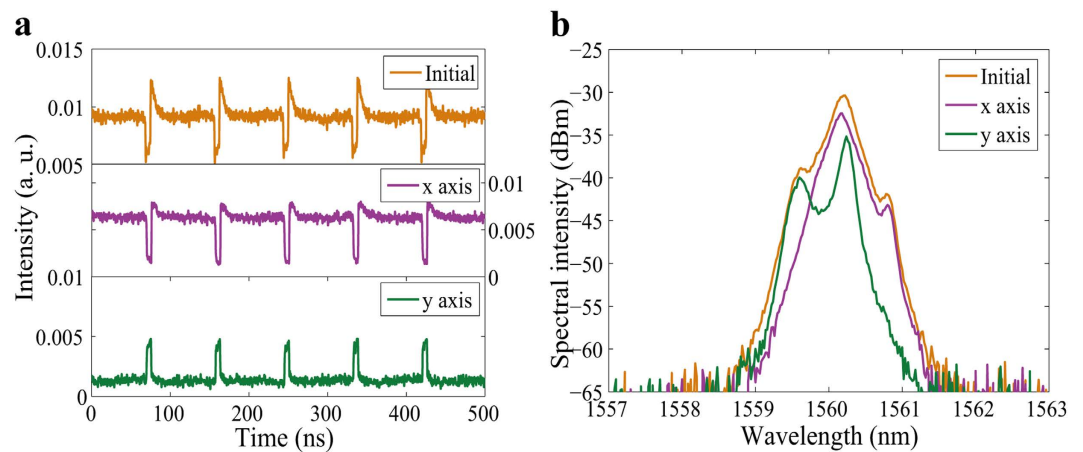 a
0.015
0.01
0.005
Initial
x axis
0.01
0.005
0
0.01
0.005
0
y axis
Intensity (a. u.)
0 100 200 300 400 500
Time (ns)
b
−25
−30
−35
−40
−45
−50
−55
−60
−65
Initial
x axis
y axis
Spectral intensity (dBm)
1557 1558 1559 1560 1561 1562 1563
Wavelength (nm)